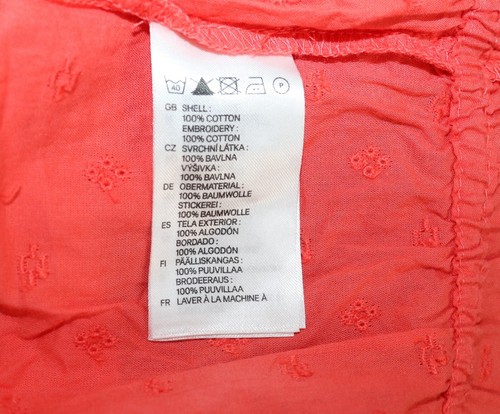 40 P
GB SHELL:
100% COTTON
EMBROIDERY:
100% COTTON
CZ SVRCHNÍ LÁTKA:
100% BAVLNA
VÝŠIVKA:
100% BAVLNA
DE OBERMATERIAL:
100% BAUMWOLLE
STICKEREI:
100% BAUMWOLLE
ES TELA EXTERIOR:
100% ALGODÓN
BORDADO:
100% ALGODÓN
FI PÄÄLLISKANGAS:
100% PUUVILLAA
BRODEERAUS:
100% PUUVILLAA
FR LAVER À LA MACHINE À